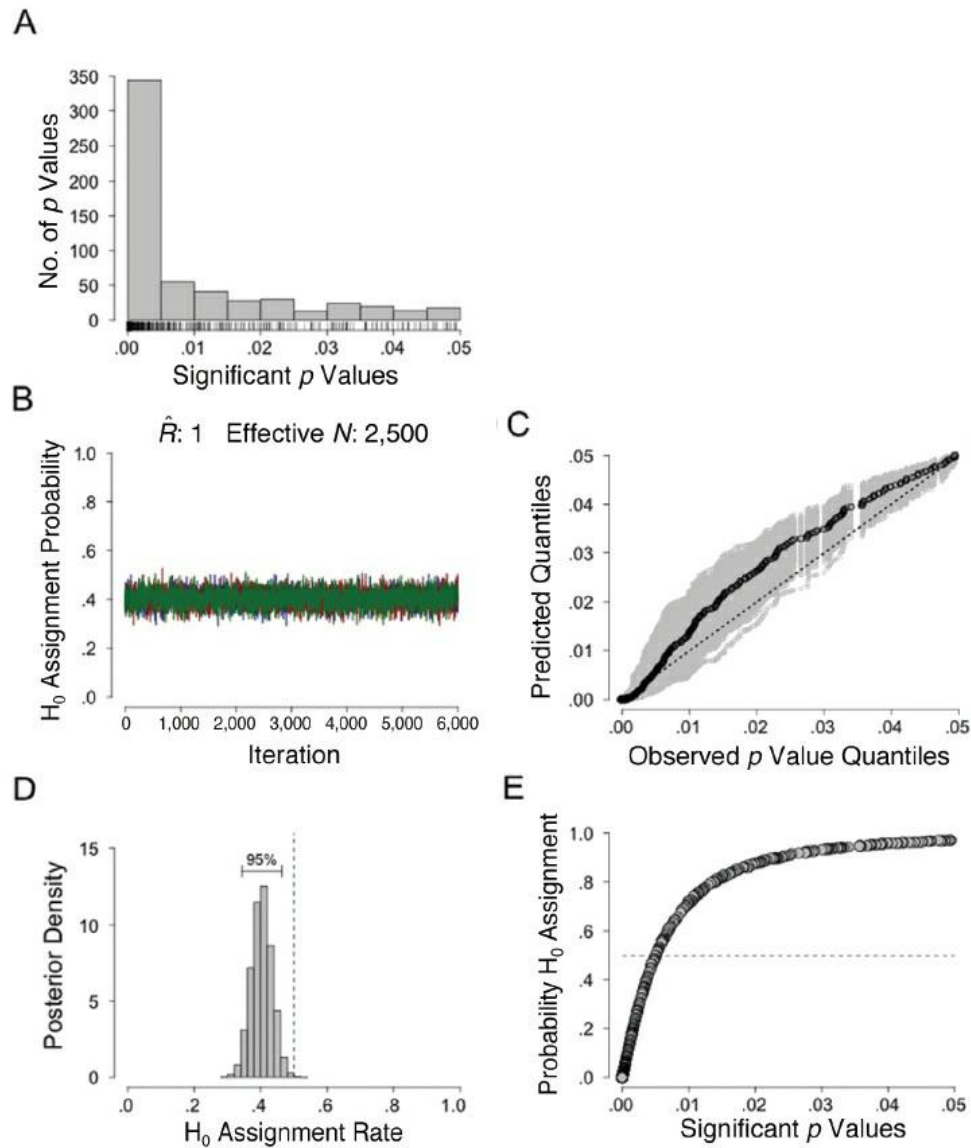 A
350
300
250
200
150
100
50
0
No. of p Values
.00 .01 .02 .03 .04 .05
Significant p Values
B
R̂: 1 Effective N: 2,500
1.0
.8
.6
.4
.2
.0
H₀ Assignment Probability
0 1,000 2,000 3,000 4,000 5,000 6,000
Iteration
C
.05
.04
.03
.02
.01
.00
Predicted Quantiles
.00 .01 .02 .03 .04 .05
Observed p Value Quantiles
D
15
10
5
0
Posterior Density
95%
.0 .2 .4 .6 .8 1.0
H₀ Assignment Rate
E
1.0
.8
.6
.4
.2
.0
Probability H₀ Assignment
.00 .01 .02 .03 .04 .05
Significant p Values